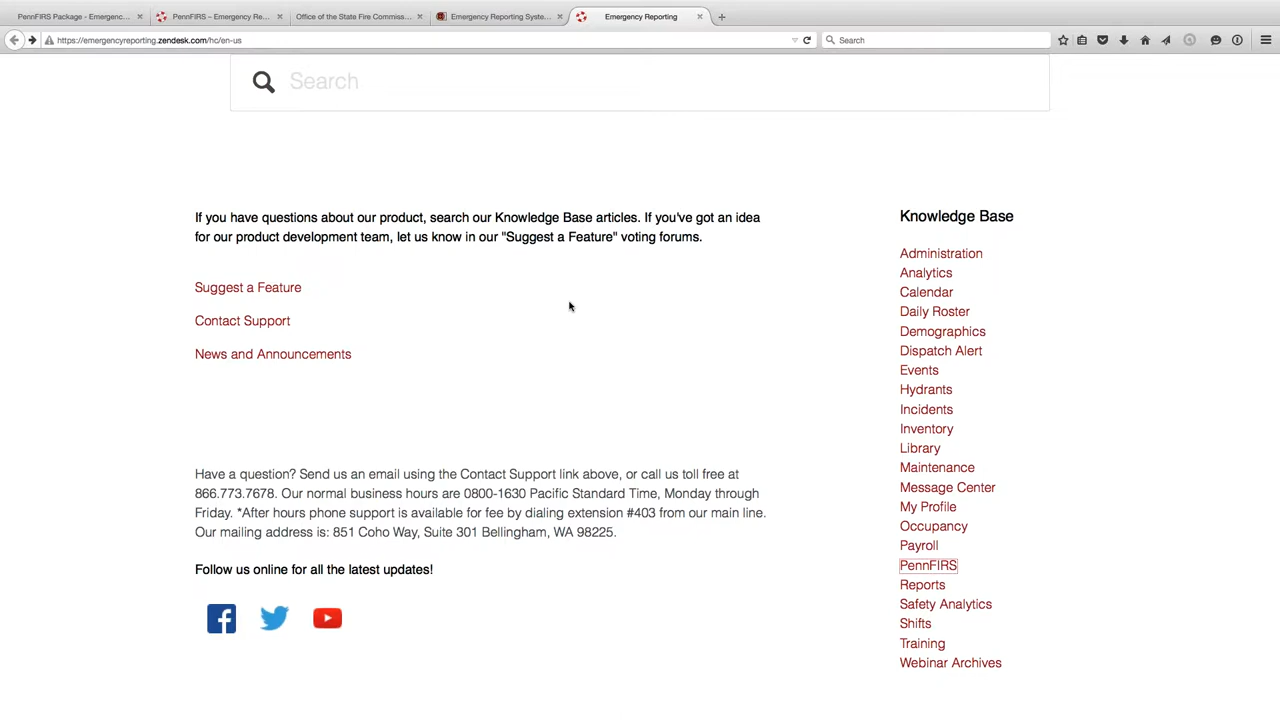 PennFIRS Package - Emergenc...
PennFIRS – Emergency Re...
Office of the State Fire Commiss...
Emergency Reporting Syste...
Emergency Reporting
https://emergencyreporting.zendesk.com/hc/en-us
Search
Search
If you have questions about our product, search our Knowledge Base articles. If you've got an idea
for our product development team, let us know in our "Suggest a Feature" voting forums.
Suggest a Feature
Contact Support
News and Announcements
Have a question? Send us an email using the Contact Support link above, or call us toll free at
866.773.7678. Our normal business hours are 0800-1630 Pacific Standard Time, Monday through
Friday. *After hours phone support is available for fee by dialing extension #403 from our main line.
Our mailing address is: 851 Coho Way, Suite 301 Bellingham, WA 98225.
Follow us online for all the latest updates!
Knowledge Base
Administration
Analytics
Calendar
Daily Roster
Demographics
Dispatch Alert
Events
Hydrants
Incidents
Inventory
Library
Maintenance
Message Center
My Profile
Occupancy
Payroll
PennFIRS
Reports
Safety Analytics
Shifts
Training
Webinar Archives